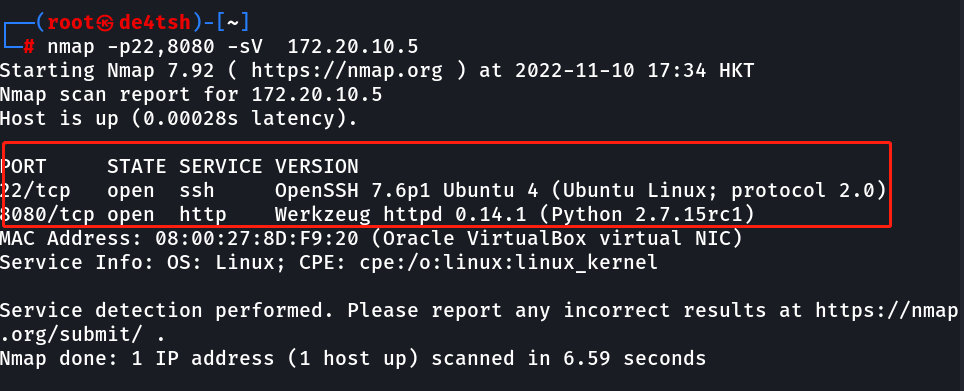 ┌──(root㉿de4tsh)-[~]
└─# nmap -p22,8080 -sV  172.20.10.5
Starting Nmap 7.92 ( https://nmap.org ) at 2022-11-10 17:34 HKT
Nmap scan report for 172.20.10.5
Host is up (0.00028s latency).
PORT     STATE SERVICE VERSION
22/tcp   open  ssh     OpenSSH 7.6p1 Ubuntu 4 (Ubuntu Linux; protocol 2.0)
8080/tcp open  http    Werkzeug httpd 0.14.1 (Python 2.7.15rc1)
MAC Address: 08:00:27:8D:F9:20 (Oracle VirtualBox virtual NIC)
Service Info: OS: Linux; CPE: cpe:/o:linux:linux_kernel
Service detection performed. Please report any incorrect results at https://nmap
.org/submit/ .
Nmap done: 1 IP address (1 host up) scanned in 6.59 seconds